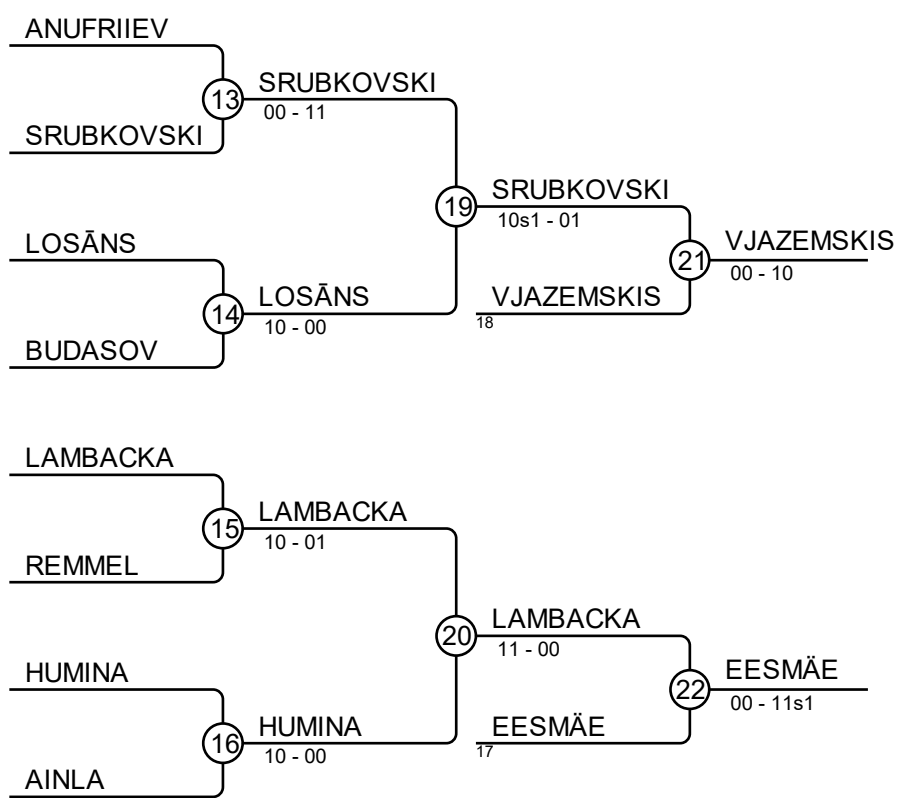 ANUFRIIEV
13
SRUBKOVSKI
00 - 11
SRUBKOVSKI
19
SRUBKOVSKI
10s1 - 01
21
VJAZEMSKIS
00 - 10
LOSĀNS
14
LOSĀNS
10 - 00
VJAZEMSKIS
18
BUDASOV
LAMBACKA
15
LAMBACKA
10 - 01
REMMEL
20
LAMBACKA
11 - 00
22
EESMÄE
00 - 11s1
HUMINA
16
HUMINA
10 - 00
EESMÄE
17
AINLA